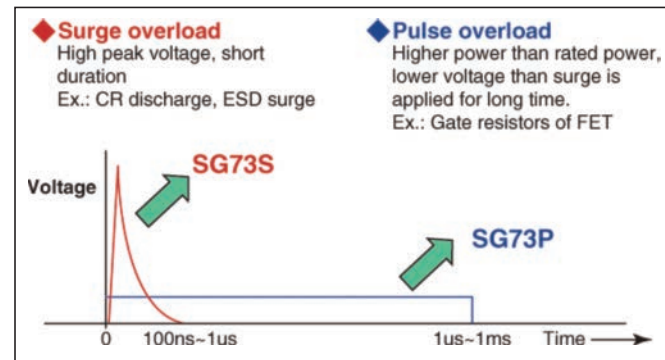 Surge overload
High peak voltage, short
duration
Ex.: CR discharge, ESD surge
Pulse overload
Higher power than rated power,
lower voltage than surge is
applied for long time.
Ex.: Gate resistors of FET
SG73S
Voltage
SG73P
0 100ns~1us 1us~1ms Time